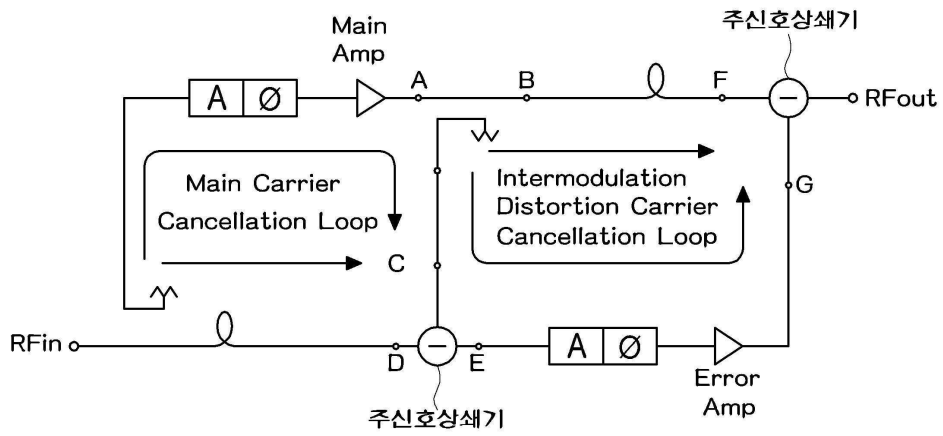 주신호상쇄기
Main
Amp
A
B
F
A Ø
RFout
Main Carrier
Cancellation Loop
Intermodulation
Distortion Carrier
Cancellation Loop
G
C
RFin
D
E
A Ø
Error
Amp
주신호상쇄기